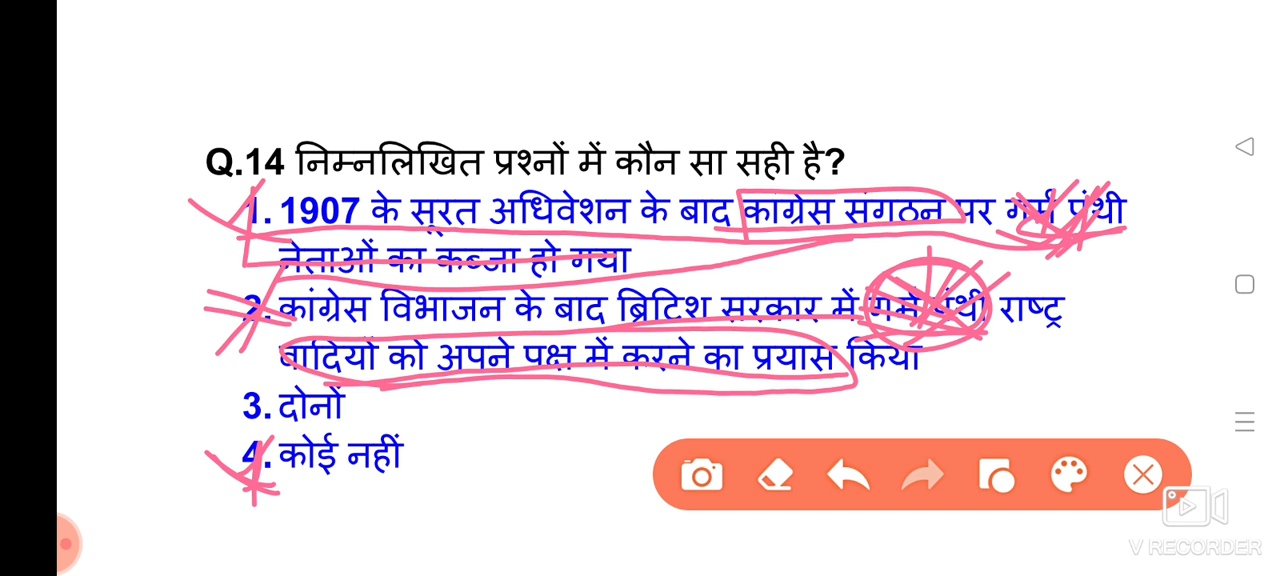 Q.14 निम्नलिखित प्रश्नों में कौन सा सही है?
1. 1907 के सूरत अधिवेशन के बाद कांग्रेस संगठन पर गर्म पंथी
नेताओं का कब्जा हो गया
2. कांग्रेस विभाजन के बाद ब्रिटिश सरकार में गर्म पंथी राष्ट्र
वादियों को अपने पक्ष में करने का प्रयास किया
3. दोनों
4. कोई नहीं
V RECORDER